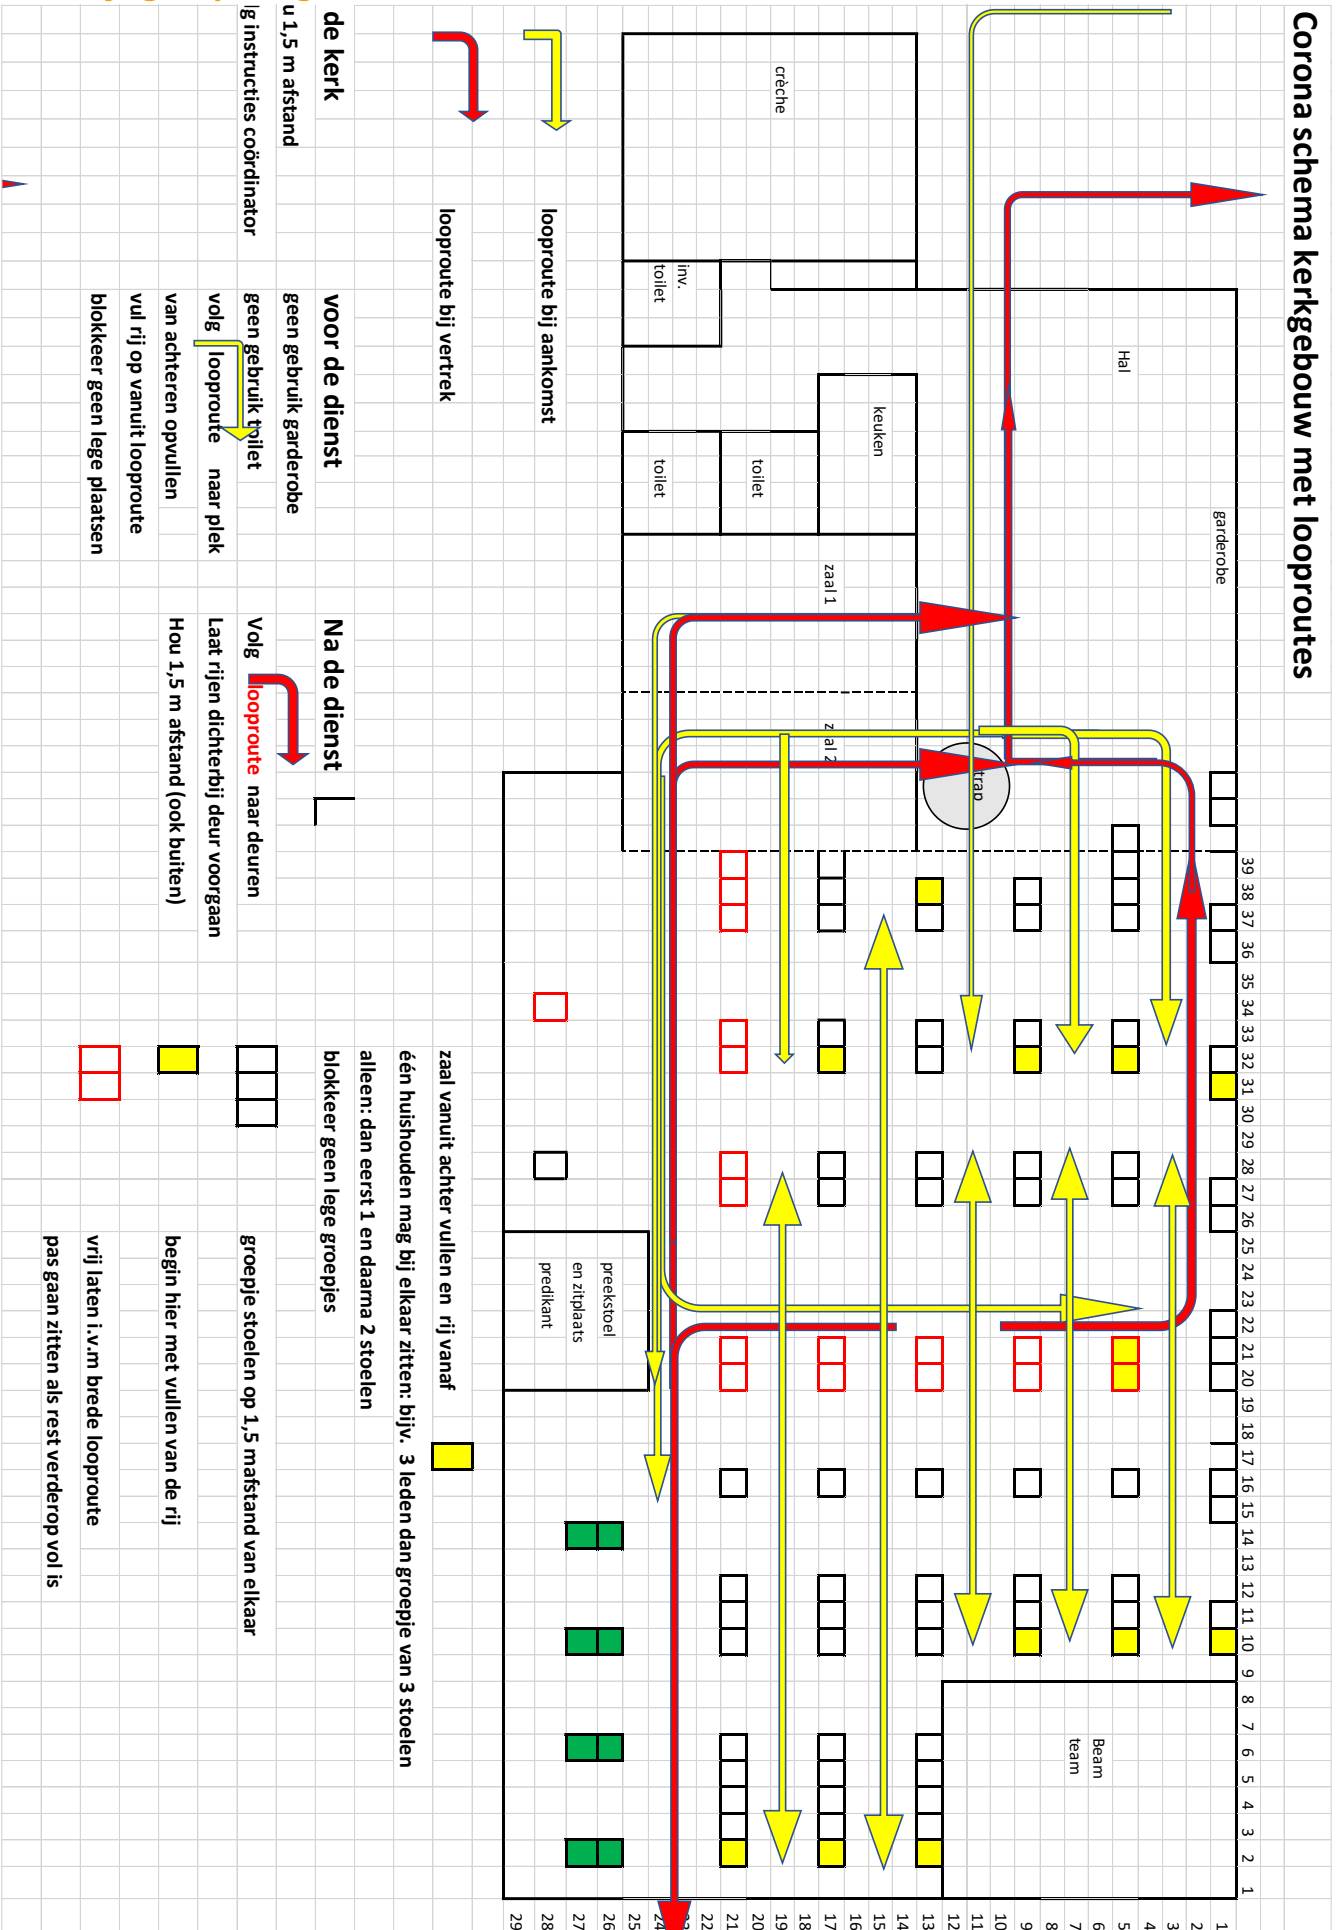 Corona schema kerkgebouw met looproutes
garderobe
Hal
crèche
inv.
toilet
keuken
toilet
toilet
zaal 1
zaal 2
trap
39 38 37 36 35 34 33 32 31 30 29 28 27 26 25 24 23 22 21 20 19 18 17 16 15 14 13 12 11 10 9 8 7 6 5 4 3 2 1
1
2
3
4
5
6
7
8
9
10
11
12
13
14
15
16
17
18
19
20
21
22
24
25
26
27
28
29
Beam
team
preekstoel
en zitplaats
predikant
looproute bij aankomst
looproute bij vertrek
de kerk
u 1,5 m afstand
lg instructies coördinator
voor de dienst
geen gebruik garderobe
geen gebruik toilet
volg looproute naar plek
van achteren opvullen
vul rij op vanuit looproute
blokkeer geen lege plaatsen
Na de dienst
Volg looproute naar deuren
Laat rijen dichterbij deur voorgaan
Hou 1,5 m afstand (ook buiten)
zaal vanuit achter vullen en rij vanaf
één huishouden mag bij elkaar zitten: bijv. 3 leden dan groepje van 3 stoelen
alleen: dan eerst 1 en daarna 2 stoelen
blokkeer geen lege groepjes
groepje stoelen op 1,5 mafstand van elkaar
begin hier met vullen van de rij
vrij laten i.v.m brede looproute
pas gaan zitten als rest verderop vol is